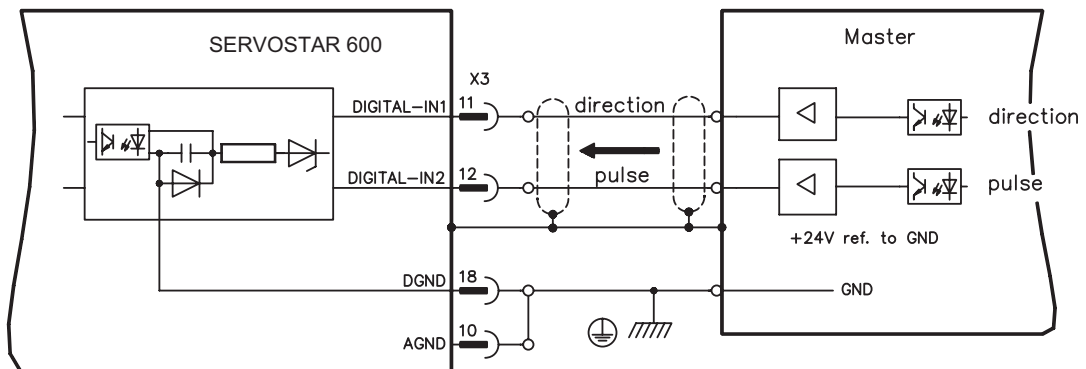 SERVOSTAR 600
Master
X3
DIGITAL-IN1
11
direction
direction
DIGITAL-IN2
12
pulse
pulse
+24V ref. to GND
DGND
18
GND
AGND
10